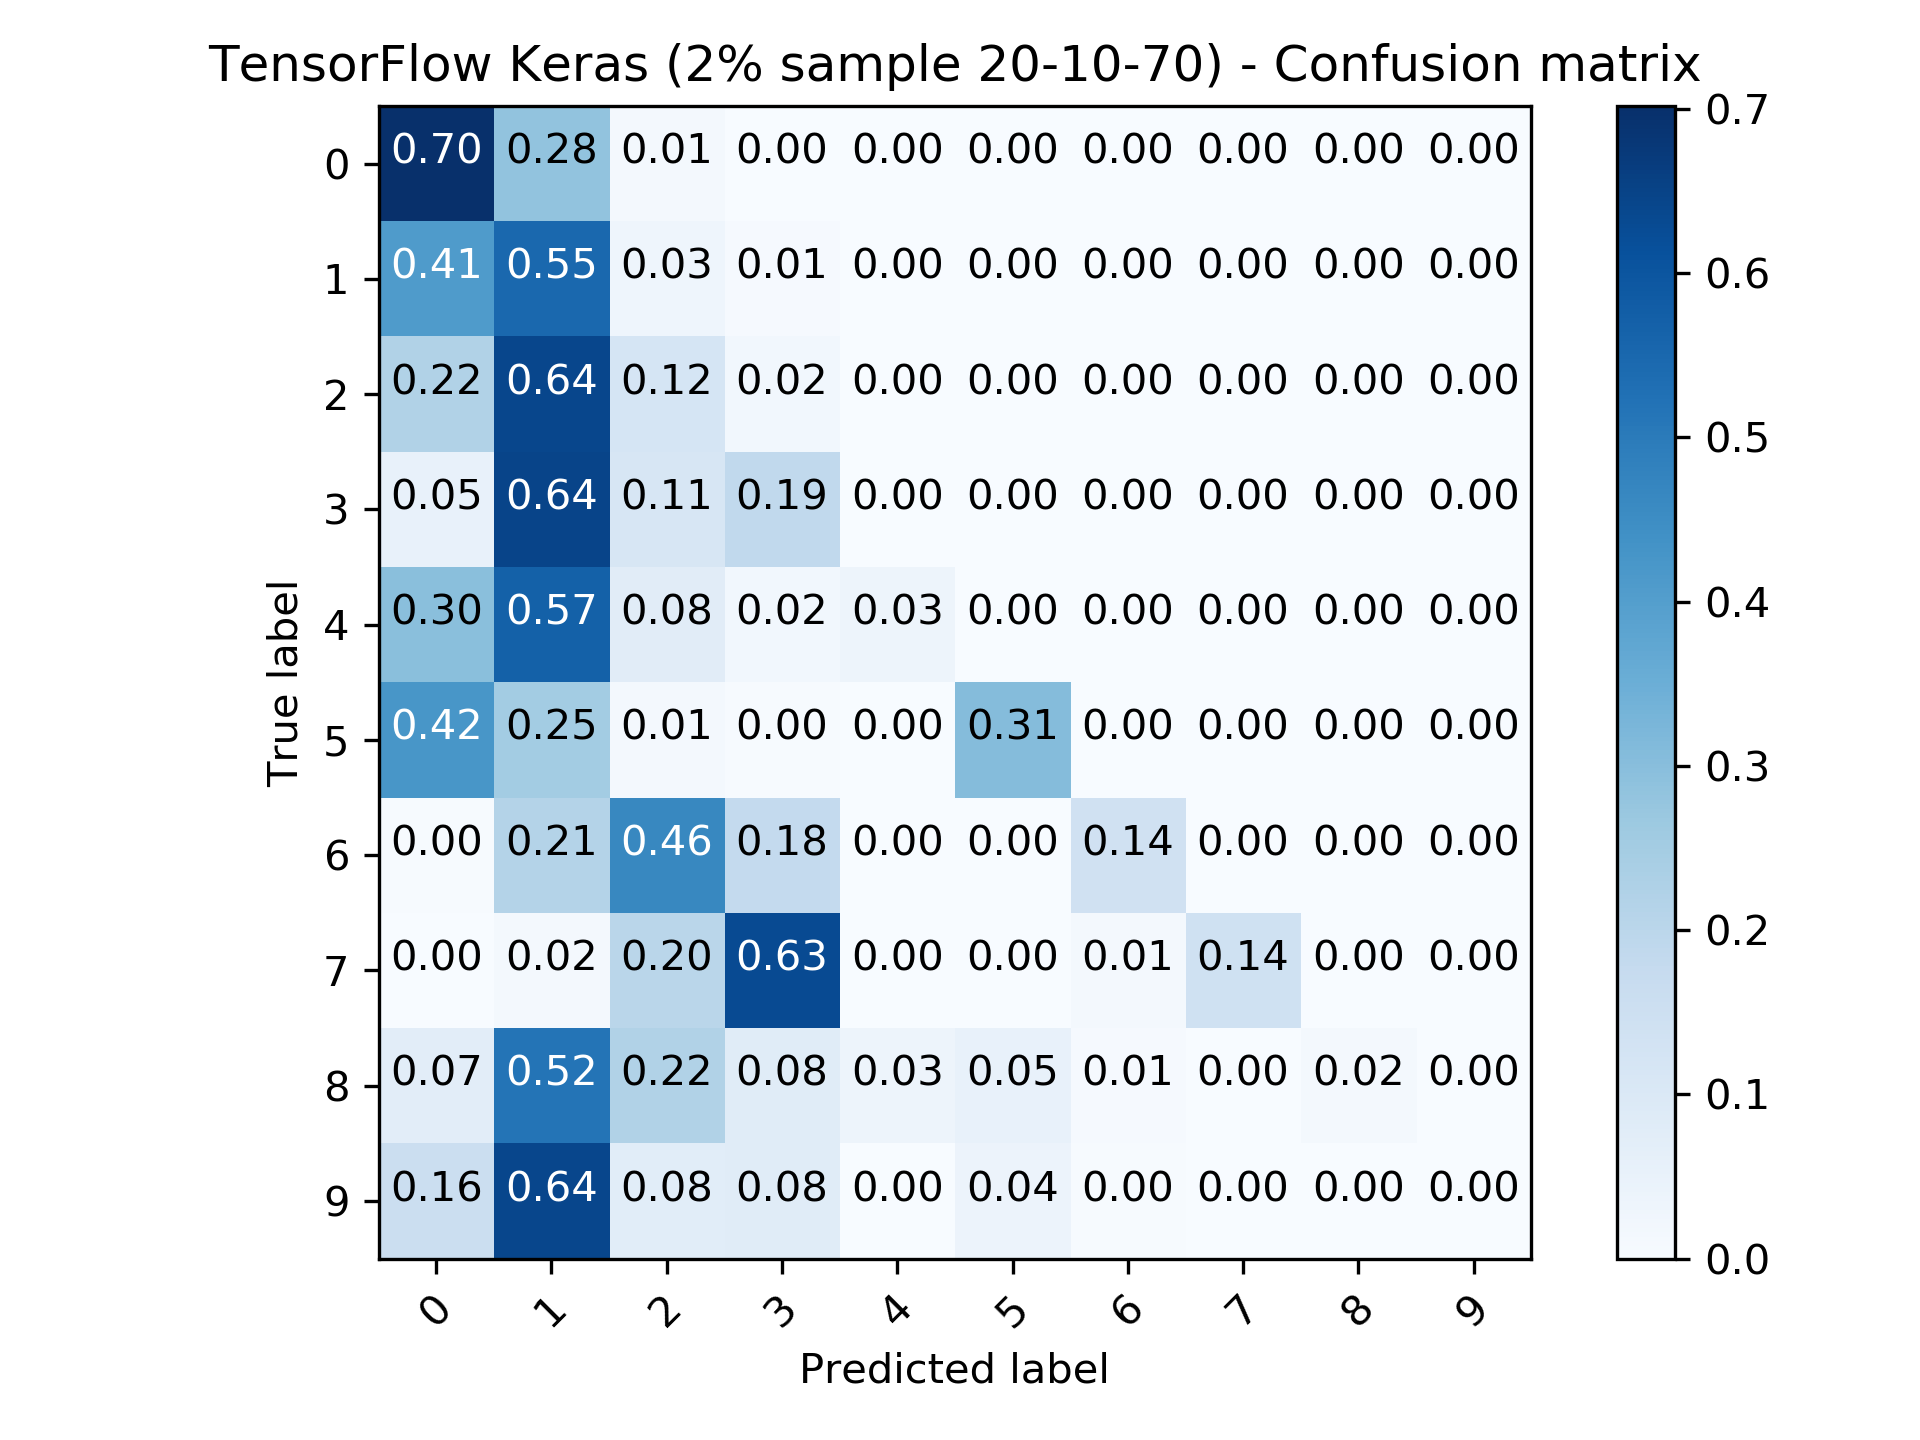 TensorFlow Keras (2% sample 20-10-70) - Confusion matrix
0 0.70 0.28 0.01 0.00 0.00 0.00 0.00 0.00 0.00 0.00
1 0.41 0.55 0.03 0.01 0.00 0.00 0.00 0.00 0.00 0.00
2 0.22 0.64 0.12 0.02 0.00 0.00 0.00 0.00 0.00 0.00
3 0.05 0.64 0.11 0.19 0.00 0.00 0.00 0.00 0.00 0.00
4 0.30 0.57 0.08 0.02 0.03 0.00 0.00 0.00 0.00 0.00
5 0.42 0.25 0.01 0.00 0.00 0.31 0.00 0.00 0.00 0.00
6 0.00 0.21 0.46 0.18 0.00 0.00 0.14 0.00 0.00 0.00
7 0.00 0.02 0.20 0.63 0.00 0.00 0.01 0.14 0.00 0.00
8 0.07 0.52 0.22 0.08 0.03 0.05 0.01 0.00 0.02 0.00
9 0.16 0.64 0.08 0.08 0.00 0.04 0.00 0.00 0.00 0.00
0 1 2 3 4 5 6 7 8 9
Predicted label
True label
0.7
0.6
0.5
0.4
0.3
0.2
0.1
0.0